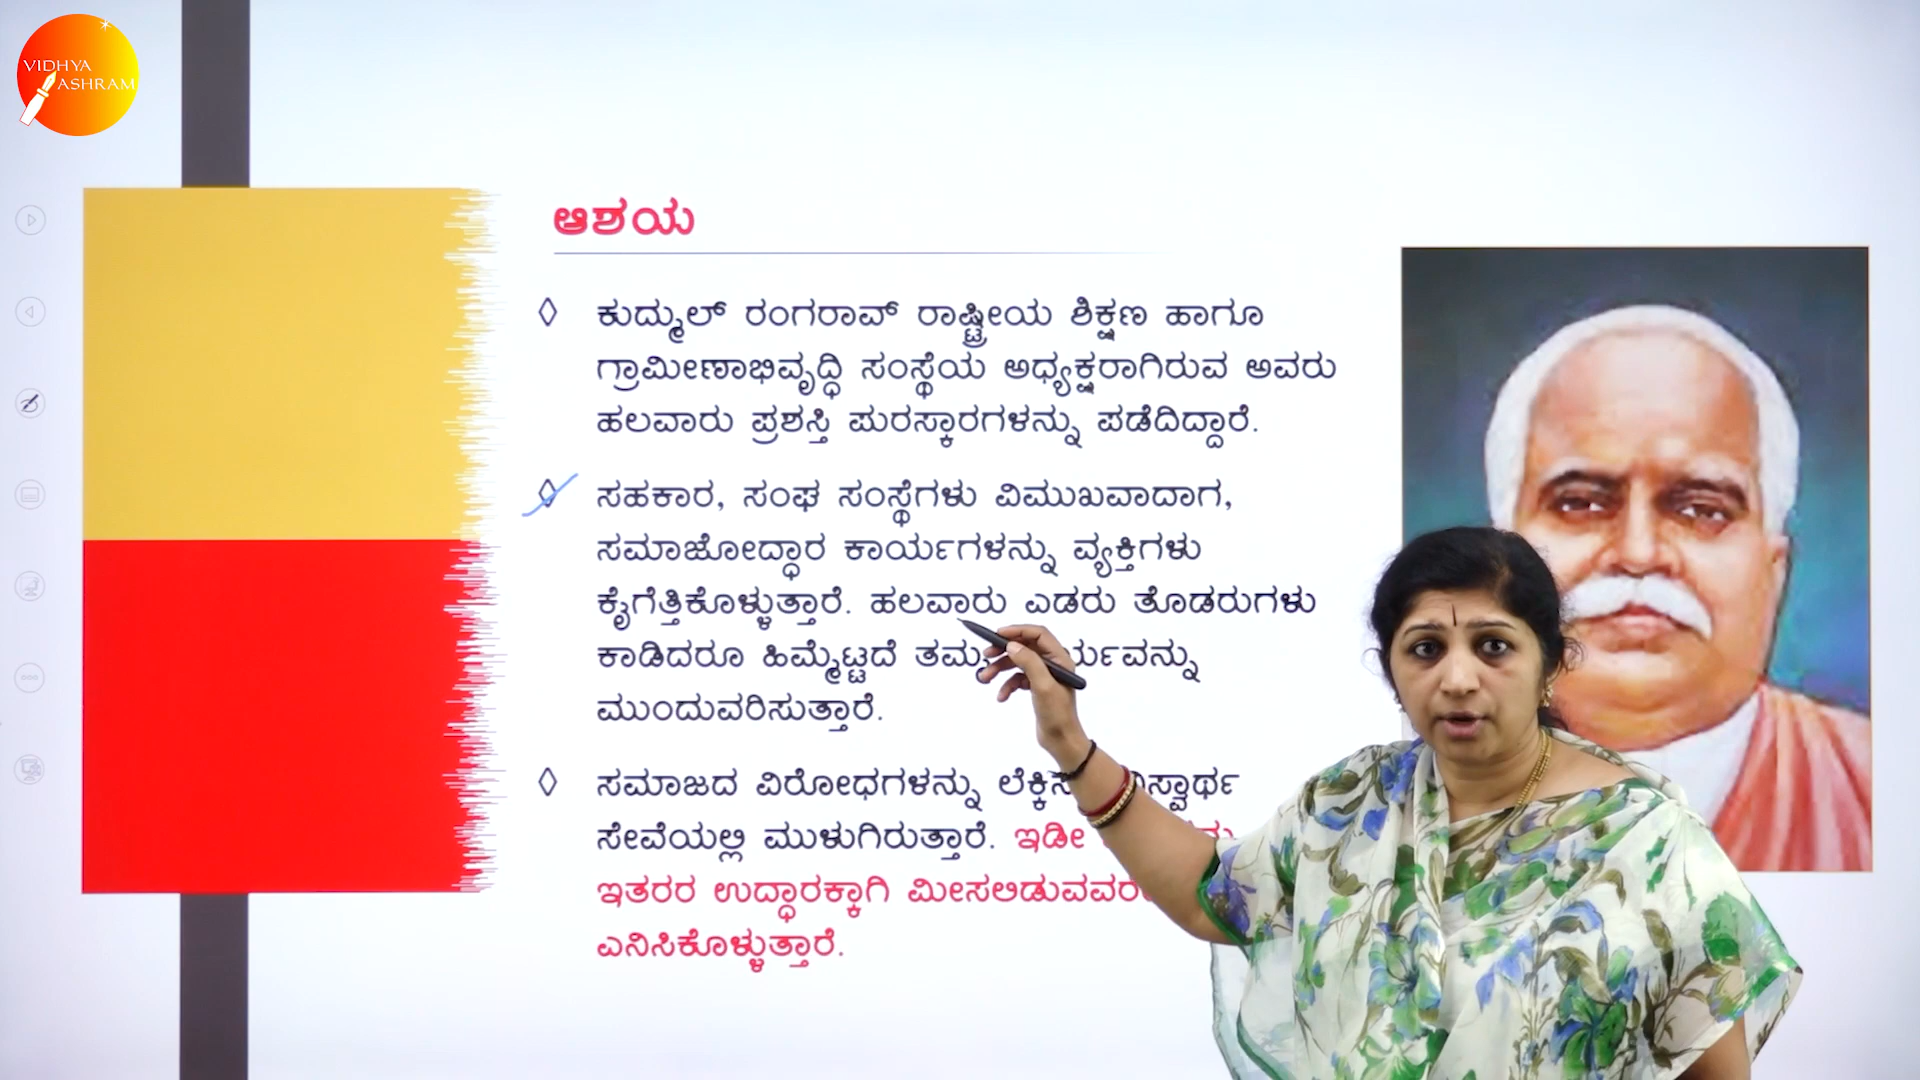 VIDHYA
ASHRAM
ಆಶಯ
ಕುದ್ಮುಲ್ ರಂಗರಾವ್ ರಾಷ್ಟ್ರೀಯ ಶಿಕ್ಷಣ ಹಾಗೂ
ಗ್ರಾಮೀಣಾಭಿವೃದ್ಧಿ ಸಂಸ್ಥೆಯ ಅಧ್ಯಕ್ಷರಾಗಿರುವ ಅವರು
ಹಲವಾರು ಪ್ರಶಸ್ತಿ ಪುರಸ್ಕಾರಗಳನ್ನು ಪಡೆದಿದ್ದಾರೆ.
ಸಹಕಾರ, ಸಂಘ ಸಂಸ್ಥೆಗಳು ವಿಮುಖವಾದಾಗ,
ಸಮಾಜೋದ್ಧಾರ ಕಾರ್ಯಗಳನ್ನು ವ್ಯಕ್ತಿಗಳು
ಕೈಗೆತ್ತಿಕೊಳ್ಳುತ್ತಾರೆ. ಹಲವಾರು ಎಡರು ತೊಡರುಗಳು
ಕಾಡಿದರೂ ಹಿಮ್ಮೆಟ್ಟದೆ ತಮ್ಮ
ಮುಂದುವರಿಸುತ್ತಾರೆ.
ಸಮಾಜದ ವಿರೋಧಗಳನ್ನು
ಸೇವೆಯಲ್ಲಿ ಮುಳುಗಿರುತ್ತಾರೆ. ಇಡೀ
ಇತರರ ಉದ್ಧಾರಕ್ಕಾಗಿ
ಎನಿಸಿಕೊಳ್ಳುತ್ತಾರೆ.